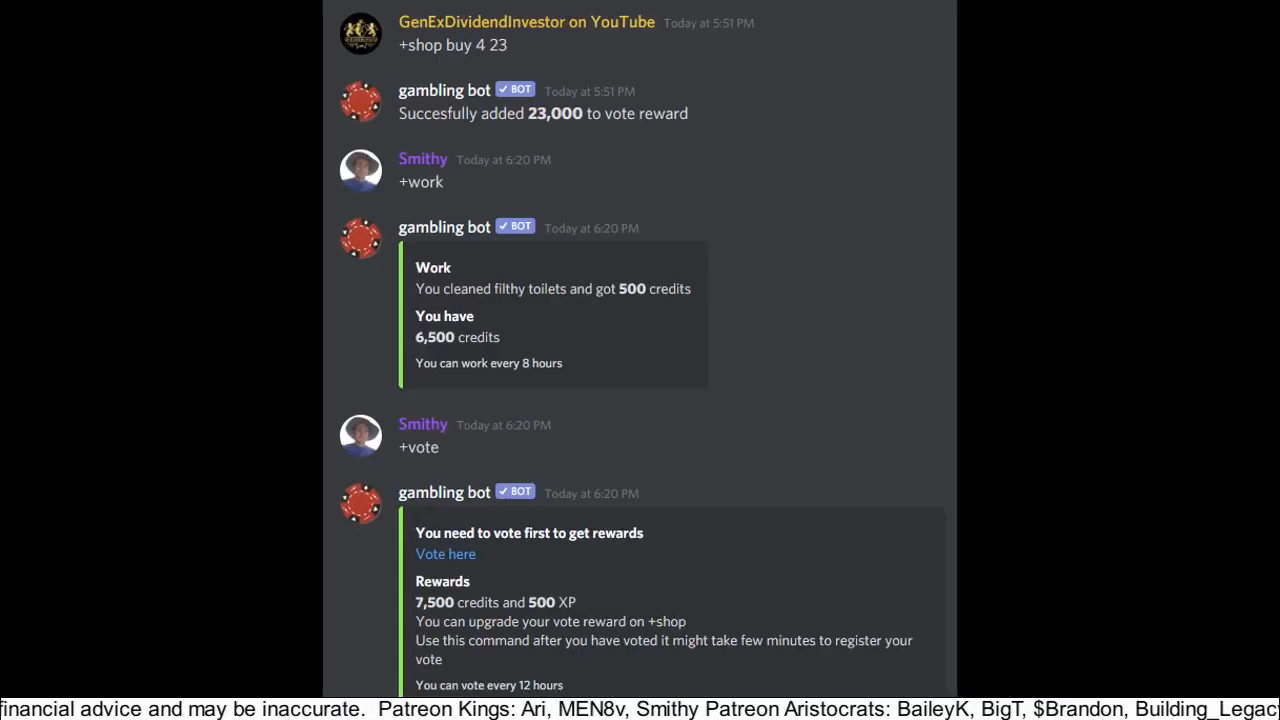 GenExDividendInvestor on YouTube Today at 5:51 PM
+shop buy 4 23
gambling bot ✓ BOT Today at 5:51 PM
Succesfully added 23,000 to vote reward
Smithy Today at 6:20 PM
+work
gambling bot ✓ BOT Today at 6:20 PM
Work
You cleaned filthy toilets and got 500 credits
You have
6,500 credits
You can work every 8 hours
Smithy Today at 6:20 PM
+vote
gambling bot ✓ BOT Today at 6:20 PM
You need to vote first to get rewards
Vote here
Rewards
7,500 credits and 500 XP
You can upgrade your vote reward on +shop
Use this command after you have voted it might take few minutes to register your
vote
You can vote every 12 hours
financial advice and may be inaccurate. Patreon Kings: Ari, MEN8v, Smithy Patreon Aristocrats: BaileyK, BigT, $Brandon, Building_Legac